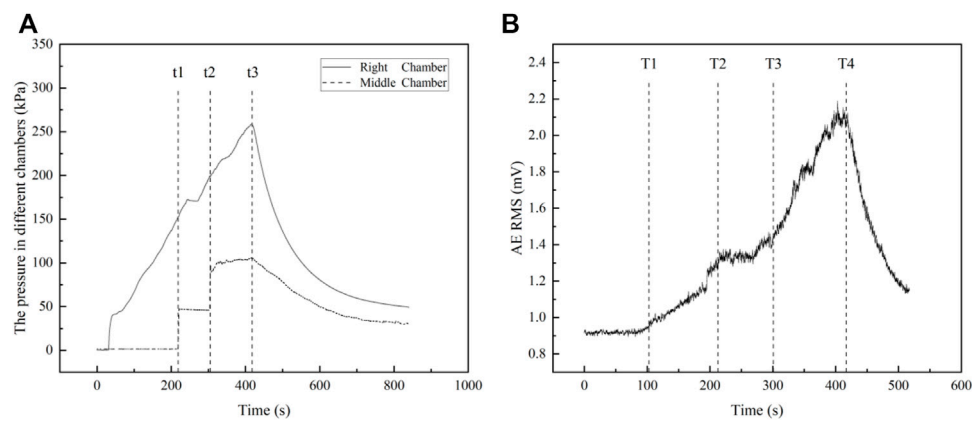 A
The pressure in different chambers (kPa)
350
300
250
200
150
100
50
0
t1 t2 t3
Right Chamber
Middle Chamber
0 200 400 600 800 1000
Time (s)
B
AE RMS (mV)
2.4
2.2
2.0
1.8
1.6
1.4
1.2
1.0
0.8
T1 T2 T3 T4
0 100 200 300 400 500 600
Time (s)